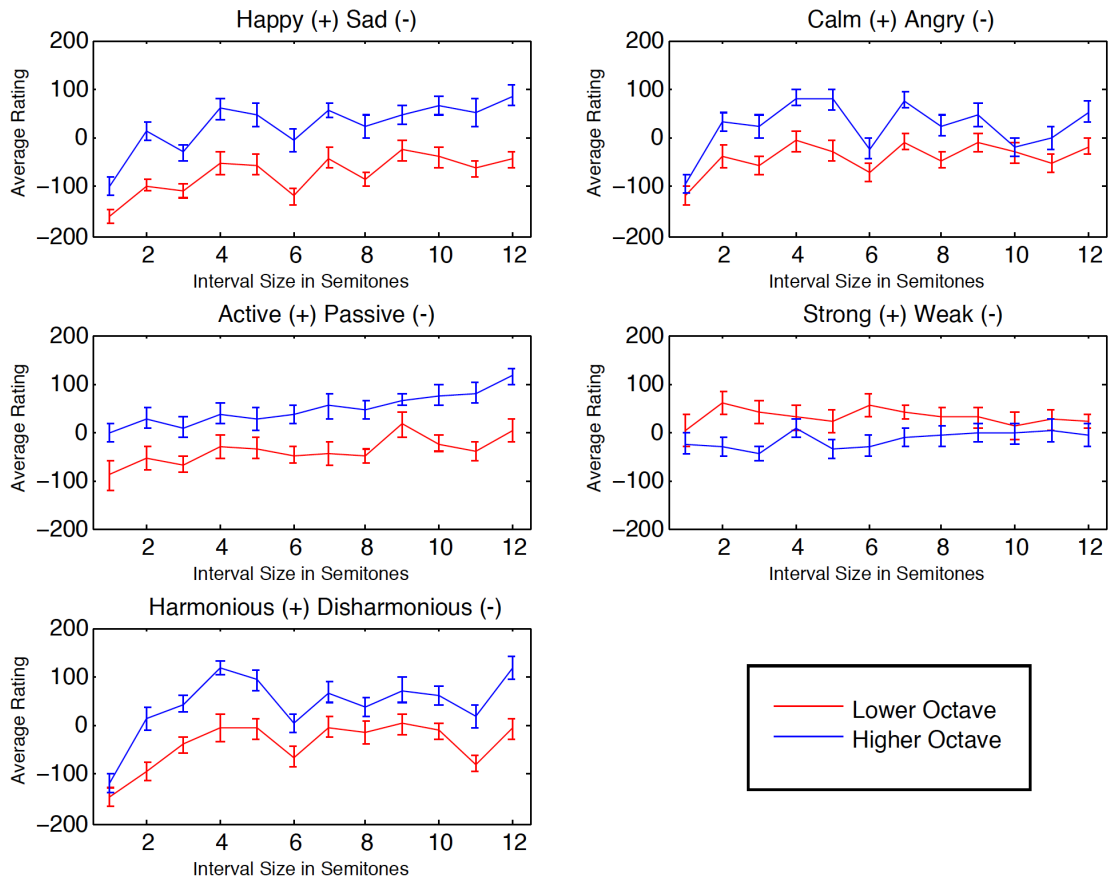 Happy (+) Sad (-)
200
100
0
−100
−200
Average Rating
2 4 6 8 10 12
Interval Size in Semitones
Calm (+) Angry (-)
200
100
0
−100
−200
Average Rating
2 4 6 8 10 12
Interval Size in Semitones
Active (+) Passive (-)
200
100
0
−100
−200
Average Rating
2 4 6 8 10 12
Interval Size in Semitones
Strong (+) Weak (-)
200
100
0
−100
−200
Average Rating
2 4 6 8 10 12
Interval Size in Semitones
Harmonious (+) Disharmonious (-)
200
100
0
−100
−200
Average Rating
2 4 6 8 10 12
Interval Size in Semitones
Lower Octave
Higher Octave